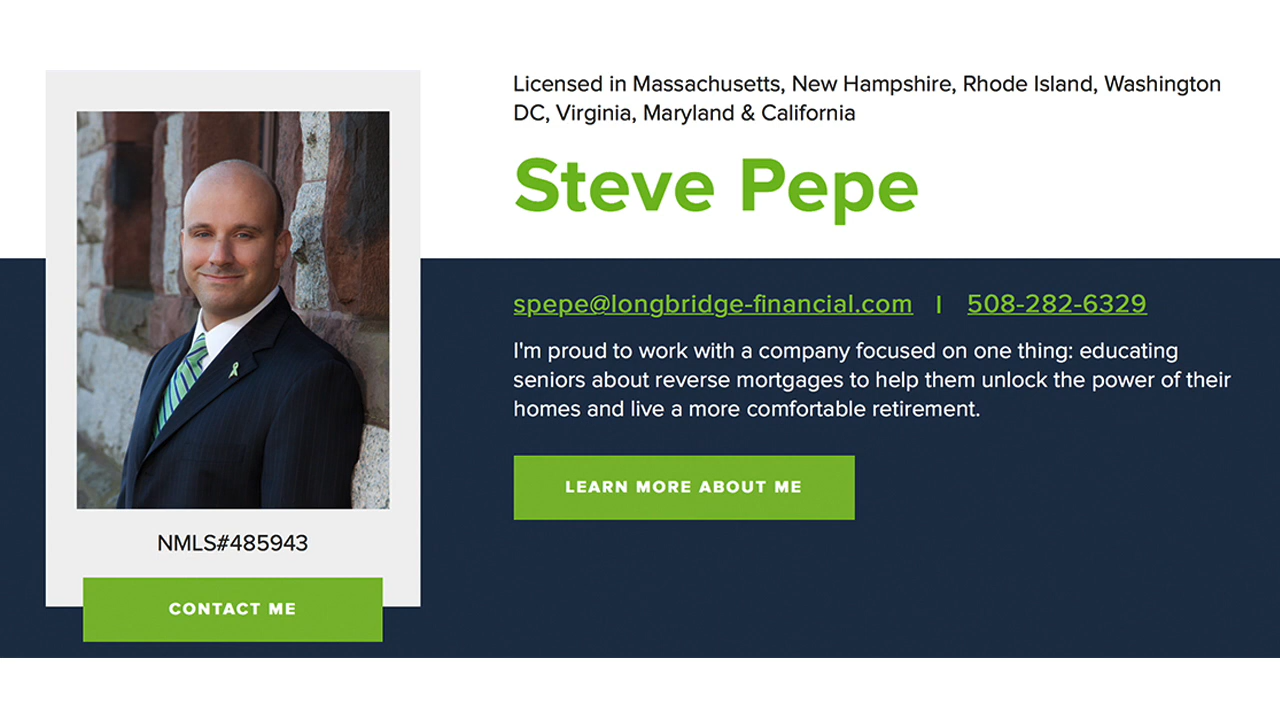 Licensed in Massachusetts, New Hampshire, Rhode Island, Washington
DC, Virginia, Maryland & California
Steve Pepe
spepe@longbridge-financial.com | 508-282-6329
I'm proud to work with a company focused on one thing: educating
seniors about reverse mortgages to help them unlock the power of their
homes and live a more comfortable retirement.
LEARN MORE ABOUT ME
NMLS#485943
CONTACT ME